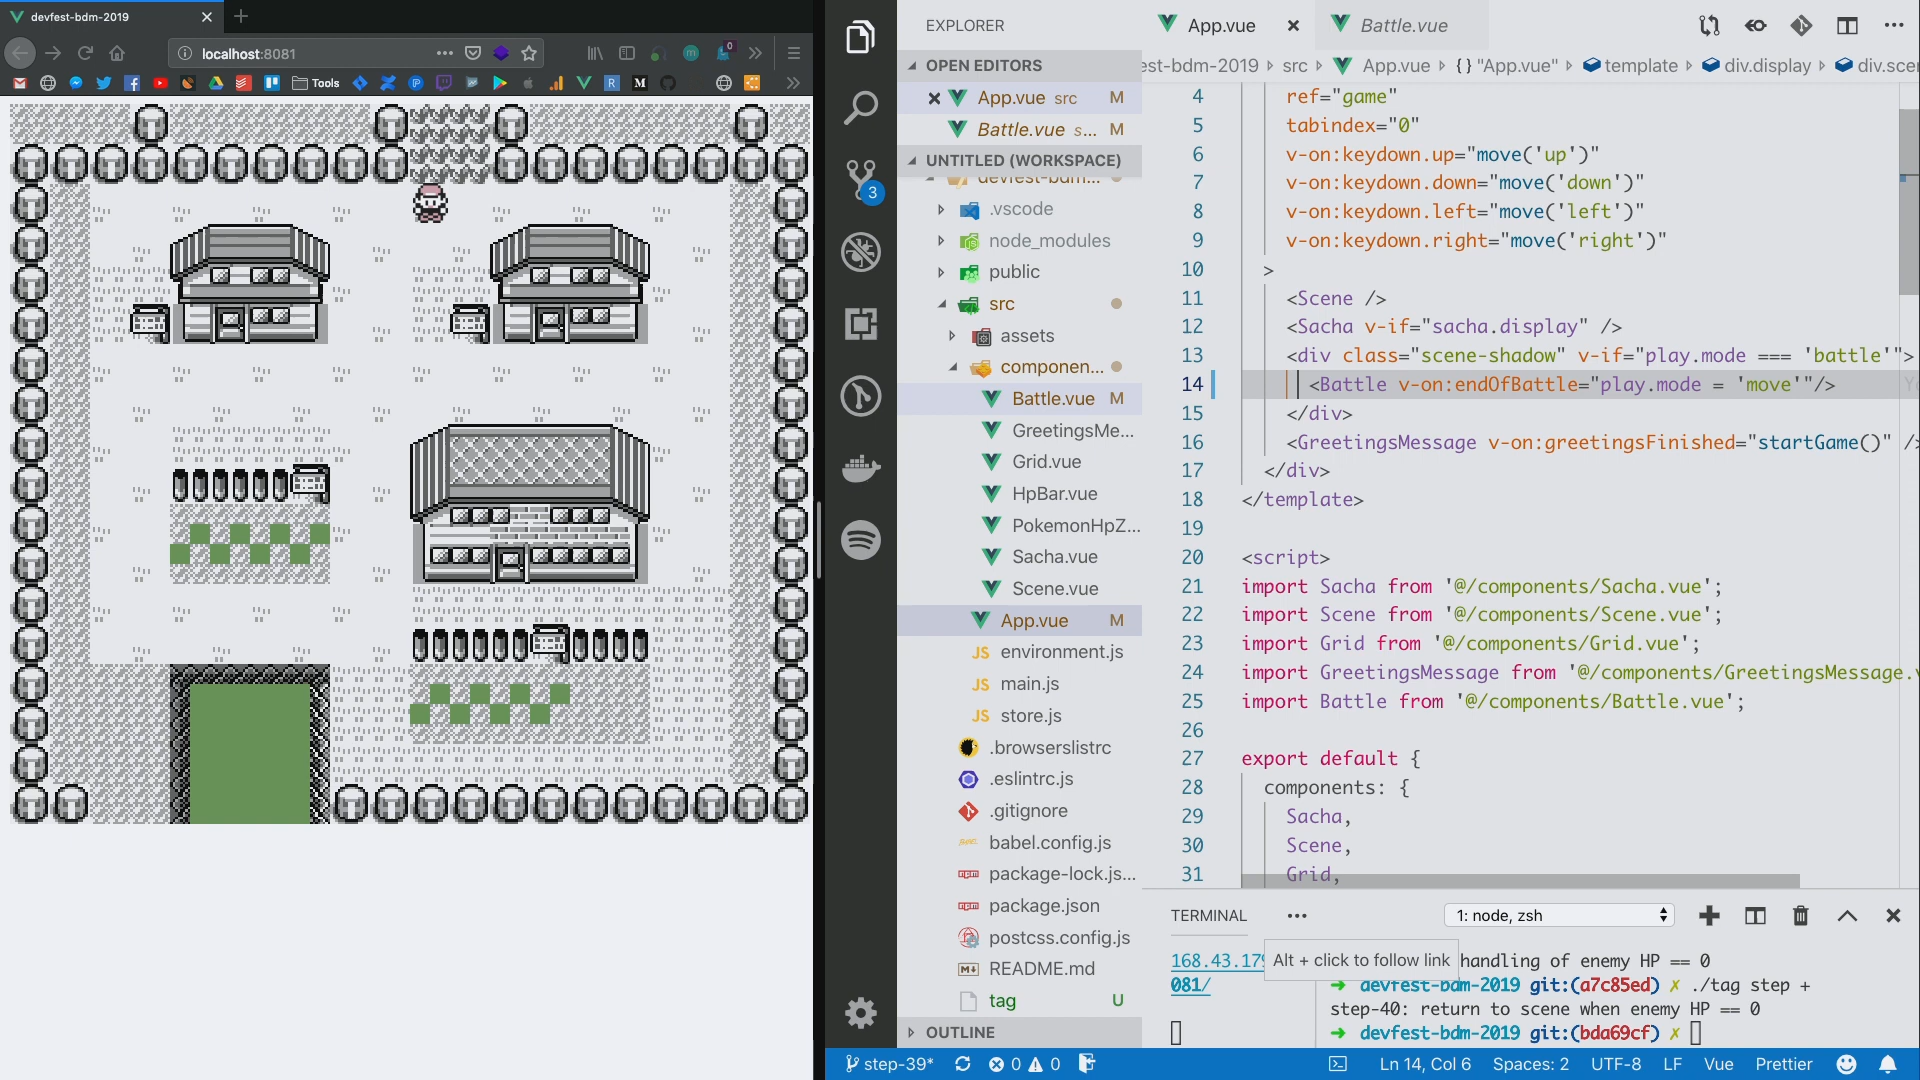 devfest-bdm-2019
localhost:8081
0
Tools
EXPLORER
OPEN EDITORS
App.vue src M
Battle.vue s... M
UNTITLED (WORKSPACE)
devfest-bdm...
.vscode
node_modules
public
src
assets
componen...
Battle.vue M
GreetingsMe...
Grid.vue
HpBar.vue
PokemonHpZ...
Sacha.vue
Scene.vue
App.vue M
JS environment.js
JS main.js
JS store.js
.browserslistrc
.eslintrc.js
.gitignore
babel.config.js
package-lock.js...
package.json
postcss.config.js
README.md
tag U
OUTLINE
3
App.vue
Battle.vue
est-bdm-2019 › src › App.vue › {} "App.vue" › template › div.display › div.sce
4 ref="game"
5 tabindex="0"
6 v-on:keydown.up="move('up')"
7 v-on:keydown.down="move('down')"
8 v-on:keydown.left="move('left')"
9 v-on:keydown.right="move('right')"
10 >
11 <Scene />
12 <Sacha v-if="sacha.display" />
13 <div class="scene-shadow" v-if="play.mode === 'battle'">
14 <Battle v-on:endOfBattle="play.mode = 'move'"/>
15 </div>
16 <GreetingsMessage v-on:greetingsFinished="startGame()" />
17 </div>
18 </template>
19
20 <script>
21 import Sacha from '@/components/Sacha.vue';
22 import Scene from '@/components/Scene.vue';
23 import Grid from '@/components/Grid.vue';
24 import GreetingsMessage from '@/components/GreetingsMessage.v
25 import Battle from '@/components/Battle.vue';
26
27 export default {
28 components: {
29 Sacha,
30 Scene,
31 Grid,
TERMINAL
1: node, zsh
168.43.179
081/
Alt + click to follow link
handling of enemy HP == 0
➜ devfest-bdm-2019 git:(a7c85ed) ✗ ./tag step +
step-40: return to scene when enemy HP == 0
➜ devfest-bdm-2019 git:(bda69cf) ✗
step-39*
0 0
Ln 14, Col 6
Spaces: 2
UTF-8
LF
Vue
Prettier